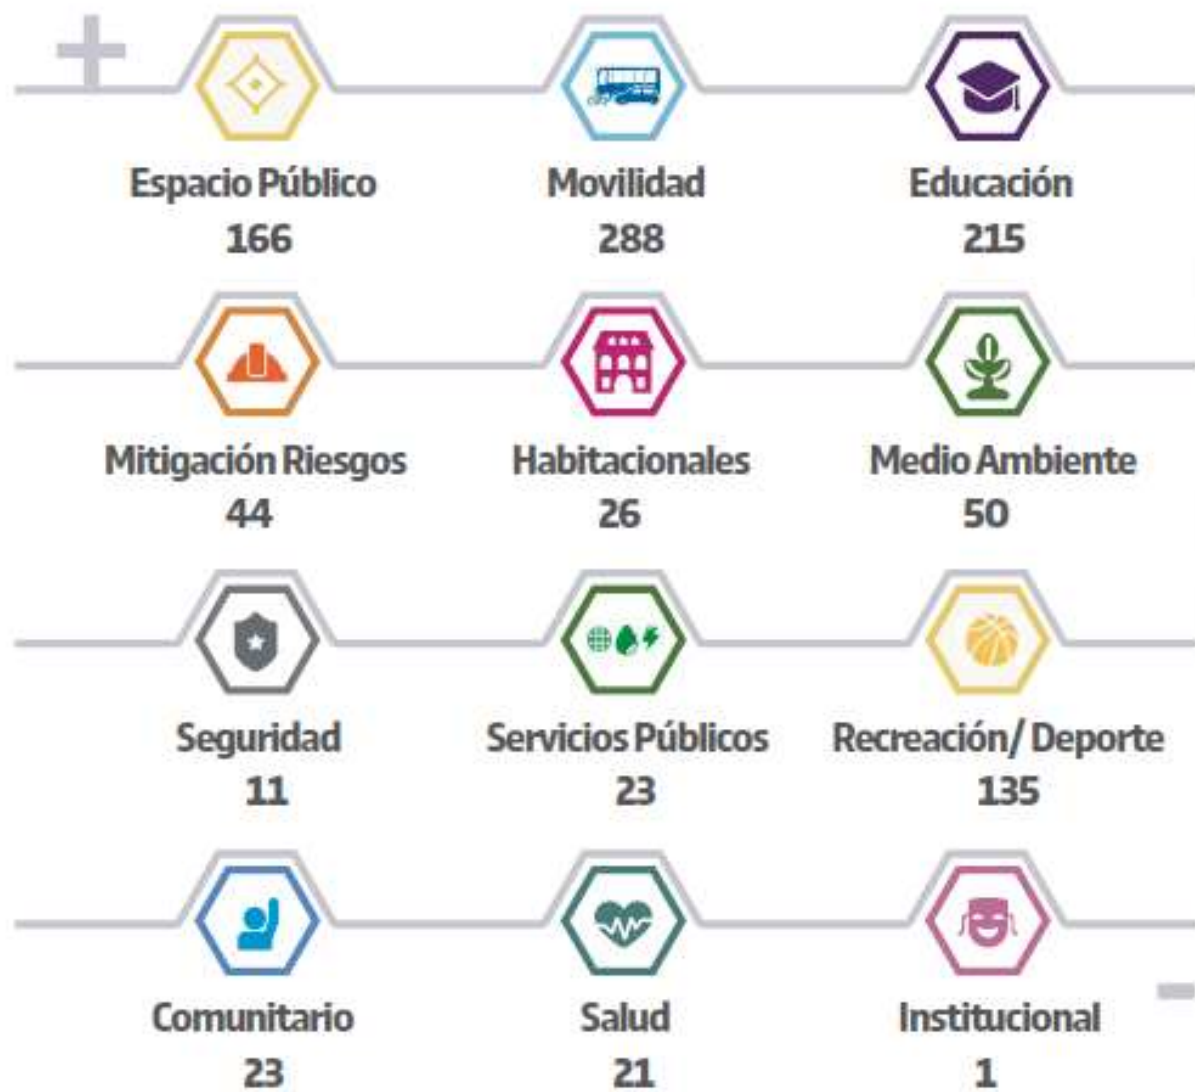 Espacio Público Movilidad Educación
166 288 215
Mitigación Riesgos Habitacionales Medio Ambiente
44 26 50
Seguridad Servicios Públicos Recreación/ Deporte
11 23 135
Comunitario Salud Institucional
23 21 1